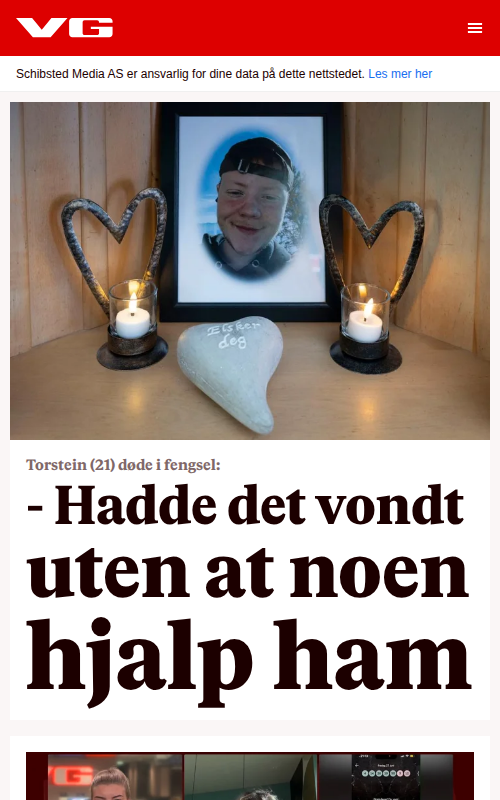 VG
Schibsted Media AS er ansvarlig for dine data på dette nettstedet. Les mer her
Elsker
deg
Torstein (21) døde i fengsel:
- Hadde det vondt
uten at noen
hjalp ham
VG